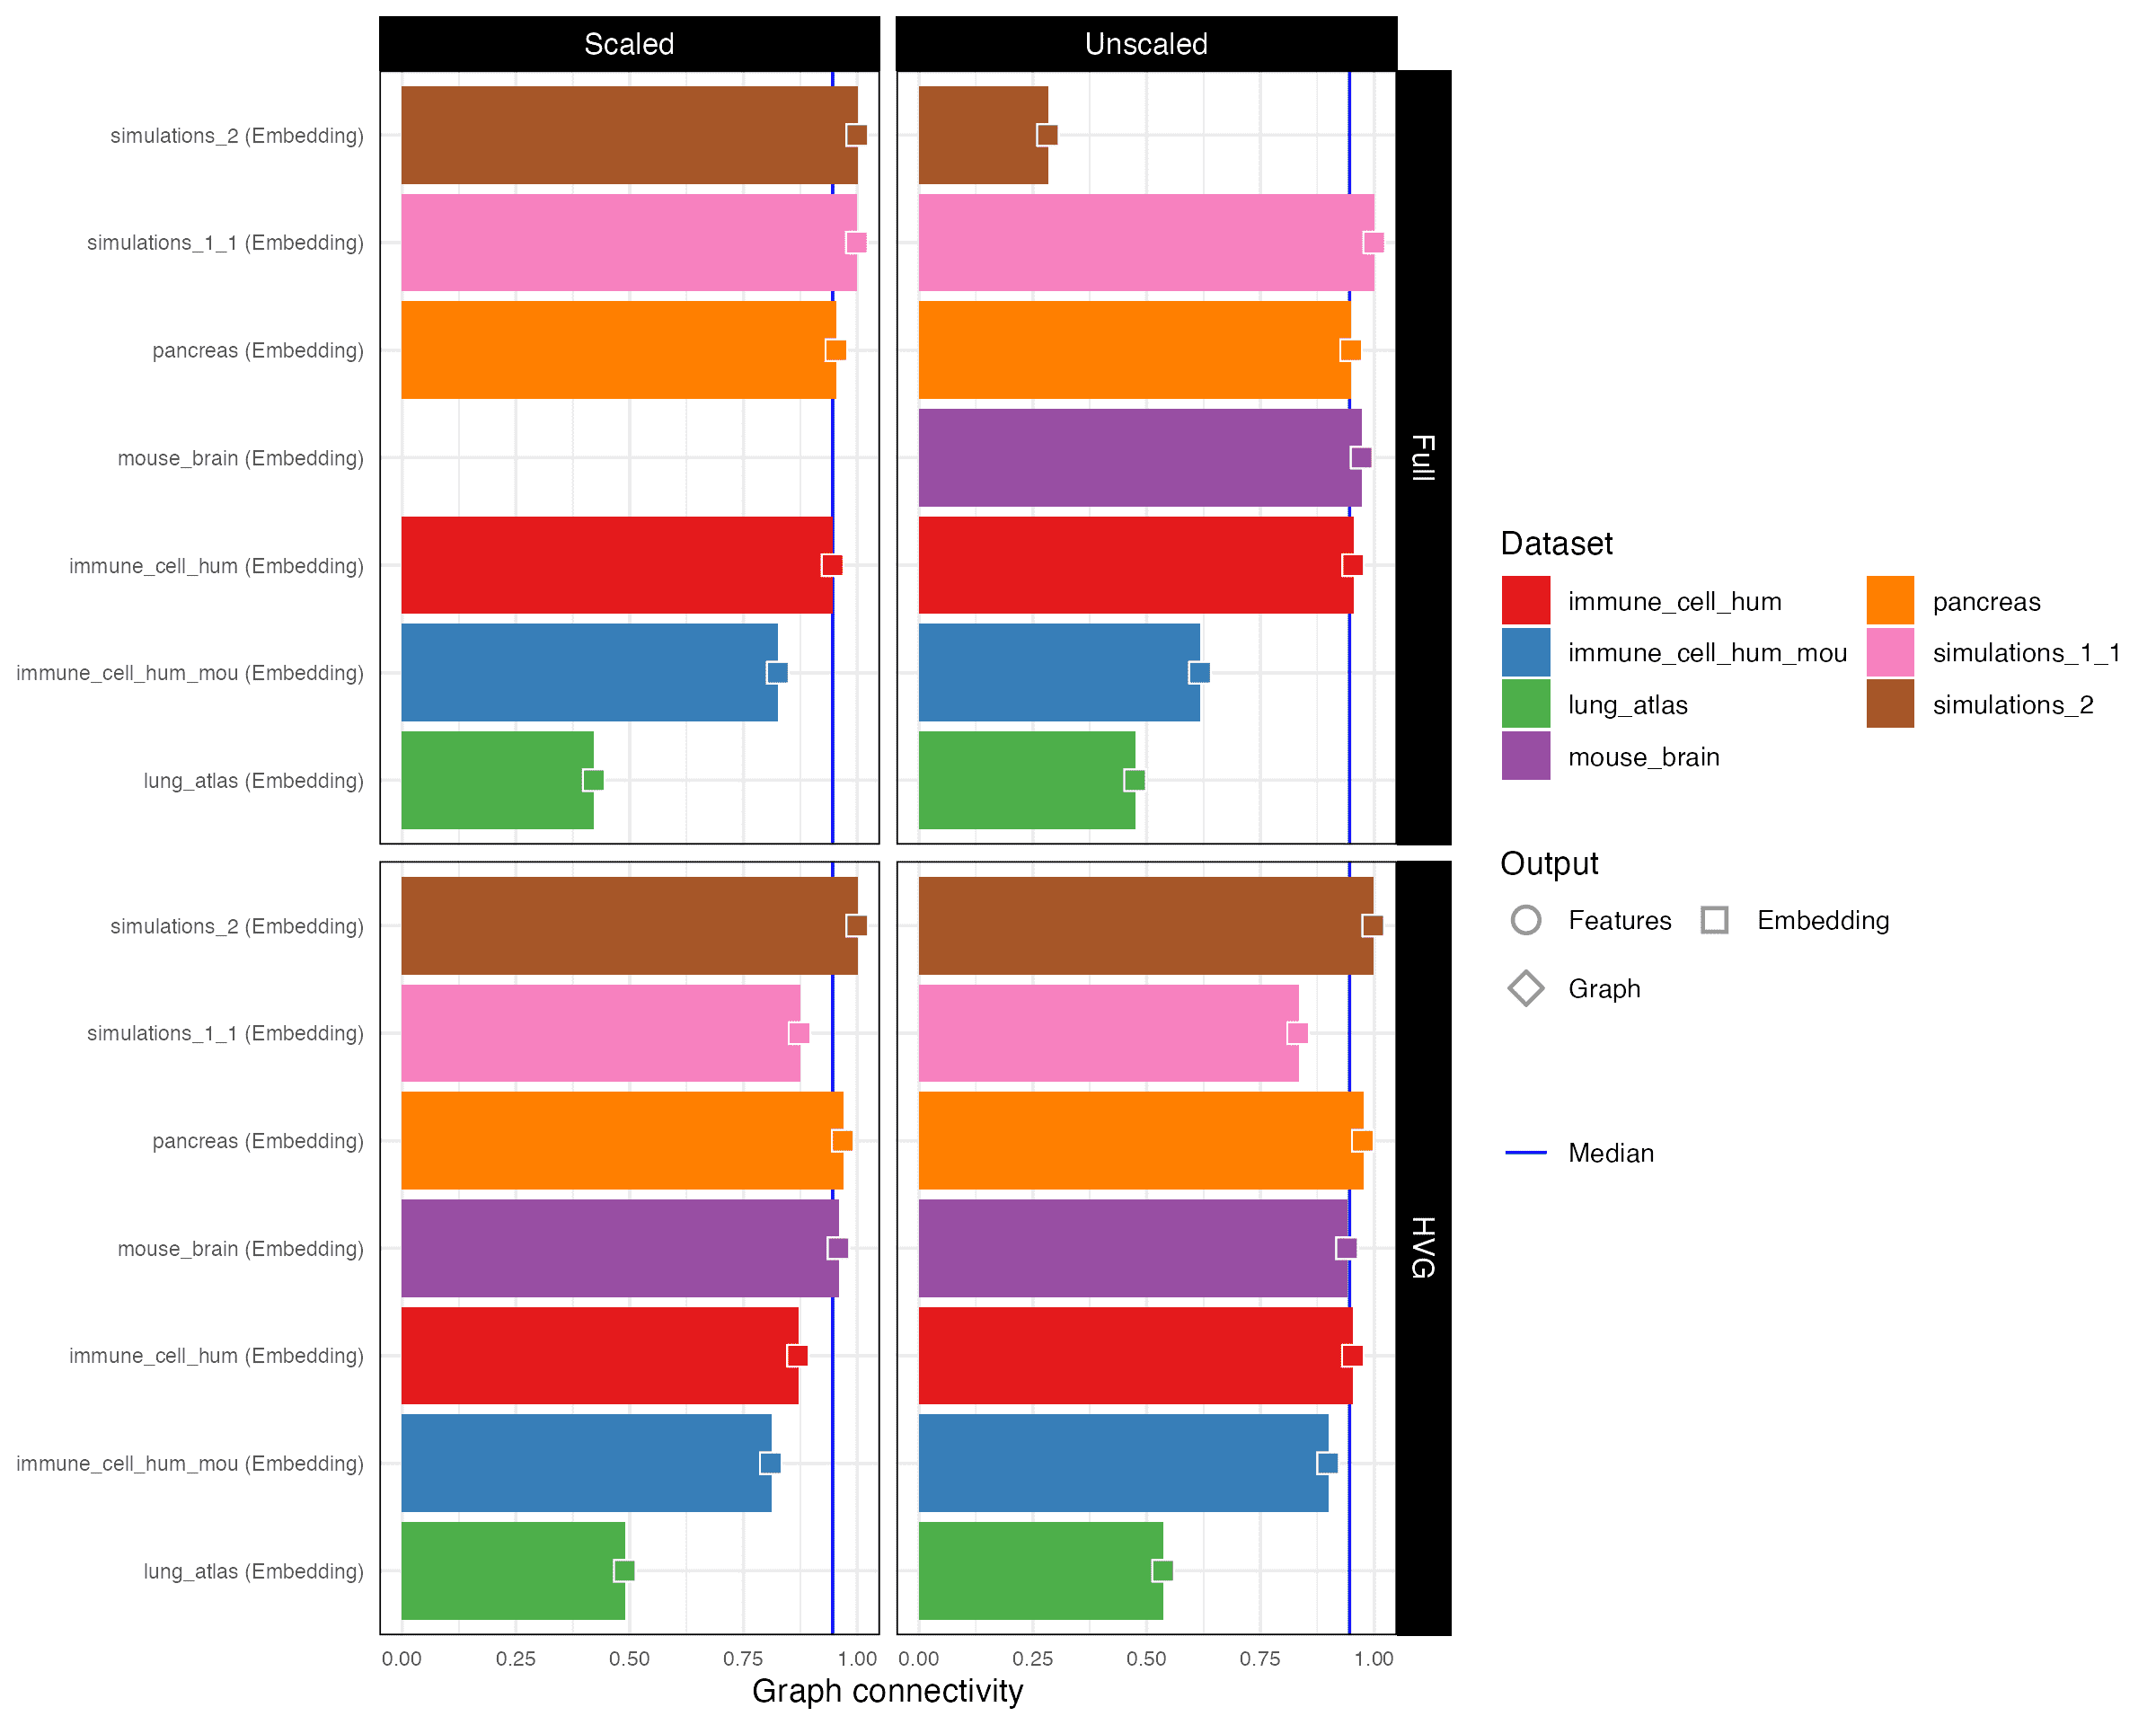 Scaled
Unscaled
simulations_2 (Embedding)
simulations_1_1 (Embedding)
pancreas (Embedding)
mouse_brain (Embedding)
immune_cell_hum (Embedding)
immune_cell_hum_mou (Embedding)
lung_atlas (Embedding)
Full
simulations_2 (Embedding)
simulations_1_1 (Embedding)
pancreas (Embedding)
mouse_brain (Embedding)
immune_cell_hum (Embedding)
immune_cell_hum_mou (Embedding)
lung_atlas (Embedding)
HVG
0.00 0.25 0.50 0.75 1.00 0.00 0.25 0.50 0.75 1.00
Graph connectivity
Dataset
immune_cell_hum
immune_cell_hum_mou
lung_atlas
mouse_brain
pancreas
simulations_1_1
simulations_2
Output
Features
Embedding
Graph
Median